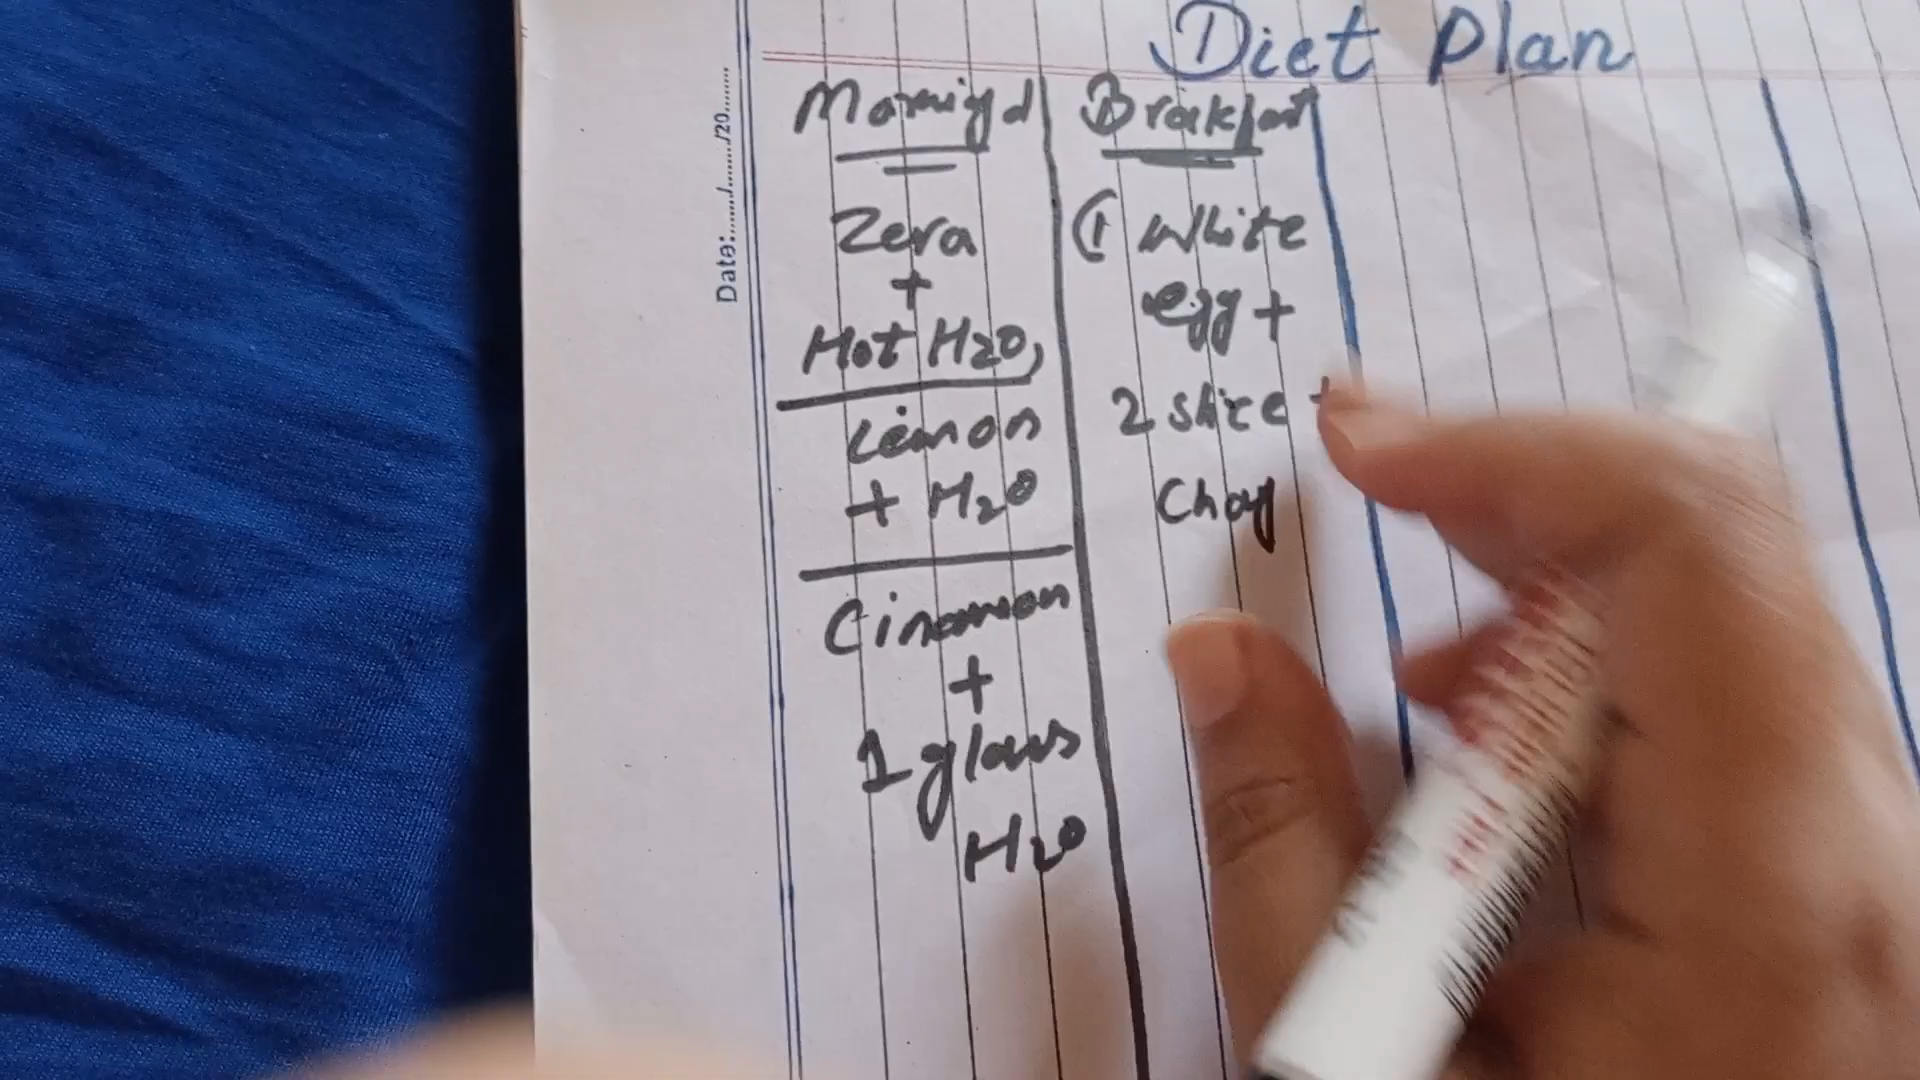 Diet Plan
Date:....../......./20.......
Morning
Zera
+
Hot H2O,
Lemon
+ H2O
Cinamon
+
1 glass
H2O
Breakfast
(1 White
egg +
2 slice +
Chay